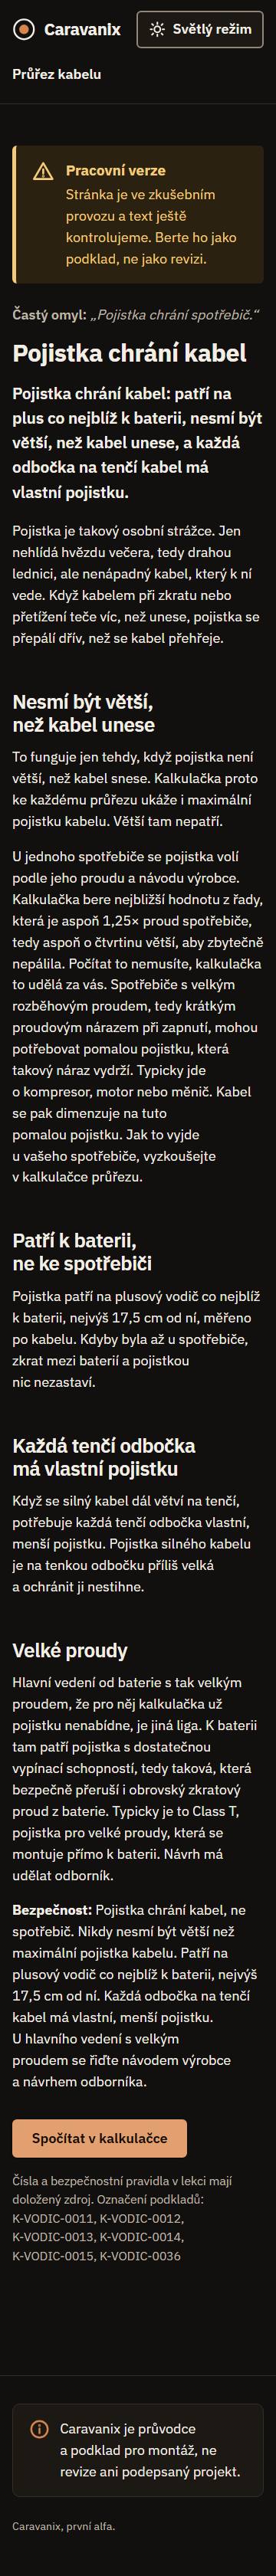 Caravanix
Světlý režim
Průřez kabelu
Pracovní verze
Stránka je ve zkušebním
provozu a text ještě
kontrolujeme. Berte ho jako
podklad, ne jako revizi.
Častý omyl: „Pojistka chrání spotřebič.“
Pojistka chrání kabel
Pojistka chrání kabel: patří na
plus co nejblíž k baterii, nesmí být
větší, než kabel unese, a každá
odbočka na tenčí kabel má
vlastní pojistku.
Pojistka je takový osobní strážce. Jen
nehlídá hvězdu večera, tedy drahou
lednici, ale nenápadný kabel, který k ní
vede. Když kabelem při zkratu nebo
přetížení teče víc, než unese, pojistka se
přepálí dřív, než se kabel přehřeje.
Nesmí být větší,
než kabel unese
To funguje jen tehdy, když pojistka není
větší, než kabel snese. Kalkulačka proto
ke každému průřezu ukáže i maximální
pojistku kabelu. Větší tam nepatří.
U jednoho spotřebiče se pojistka volí
podle jeho proudu a návodu výrobce.
Kalkulačka bere nejbližší hodnotu z řady,
která je aspoň 1,25× proud spotřebiče,
tedy aspoň o čtvrtinu větší, aby zbytečně
nepálila. Počítat to nemusíte, kalkulačka
to udělá za vás. Spotřebiče s velkým
rozběhovým proudem, tedy krátkým
proudovým nárazem při zapnutí, mohou
potřebovat pomalou pojistku, která
takový náraz vydrží. Typicky jde
o kompresor, motor nebo měnič. Kabel
se pak dimenzuje na tuto
pomalou pojistku. Jak to vyjde
u vašeho spotřebiče, vyzkoušejte
v kalkulačce průřezu.
Patří k baterii,
ne ke spotřebiči
Pojistka patří na plusový vodič co nejblíž
k baterii, nejvýš 17,5 cm od ní, měřeno
po kabelu. Kdyby byla až u spotřebiče,
zkrat mezi baterií a pojistkou
nic nezastaví.
Každá tenčí odbočka
má vlastní pojistku
Když se silný kabel dál větví na tenčí,
potřebuje každá tenčí odbočka vlastní,
menší pojistku. Pojistka silného kabelu
je na tenkou odbočku příliš velká
a ochránit ji nestihne.
Velké proudy
Hlavní vedení od baterie s tak velkým
proudem, že pro něj kalkulačka už
pojistku nenabídne, je jiná liga. K baterii
tam patří pojistka s dostatečnou
vypínací schopností, tedy taková, která
bezpečně přeruší i obrovský zkratový
proud z baterie. Typicky je to Class T,
pojistka pro velké proudy, která se
montuje přímo k baterii. Návrh má
udělat odborník.
Bezpečnost: Pojistka chrání kabel, ne
spotřebič. Nikdy nesmí být větší než
maximální pojistka kabelu. Patří na
plusový vodič co nejblíž k baterii, nejvýš
17,5 cm od ní. Každá odbočka na tenčí
kabel má vlastní, menší pojistku.
U hlavního vedení s velkým
proudem se řiďte návodem výrobce
a návrhem odborníka.
Spočítat v kalkulačce
Čísla a bezpečnostní pravidla v lekci mají
doložený zdroj. Označení podkladů:
K-VODIC-0011, K-VODIC-0012,
K-VODIC-0013, K-VODIC-0014,
K-VODIC-0015, K-VODIC-0036
Caravanix je průvodce
a podklad pro montáž, ne
revize ani podepsaný projekt.
Caravanix, první alfa.